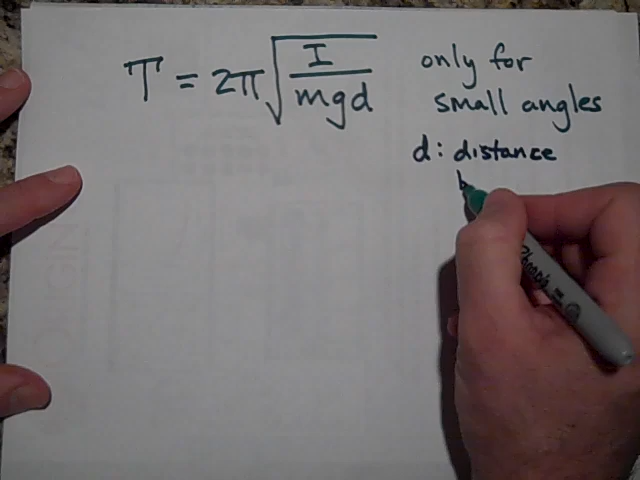 T = 2π√(I/mgd)
only for
small angles
d: distance
b